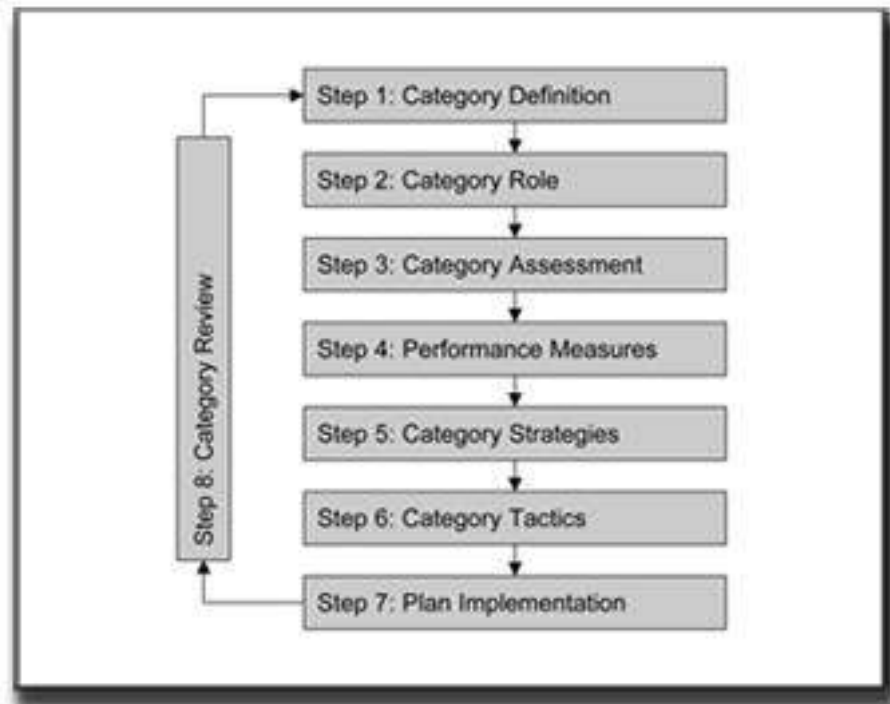 Step 1: Category Definition
Step 2: Category Role
Step 3: Category Assessment
Step 4: Performance Measures
Step 5: Category Strategies
Step 6: Category Tactics
Step 7: Plan Implementation
Step 8: Category Review